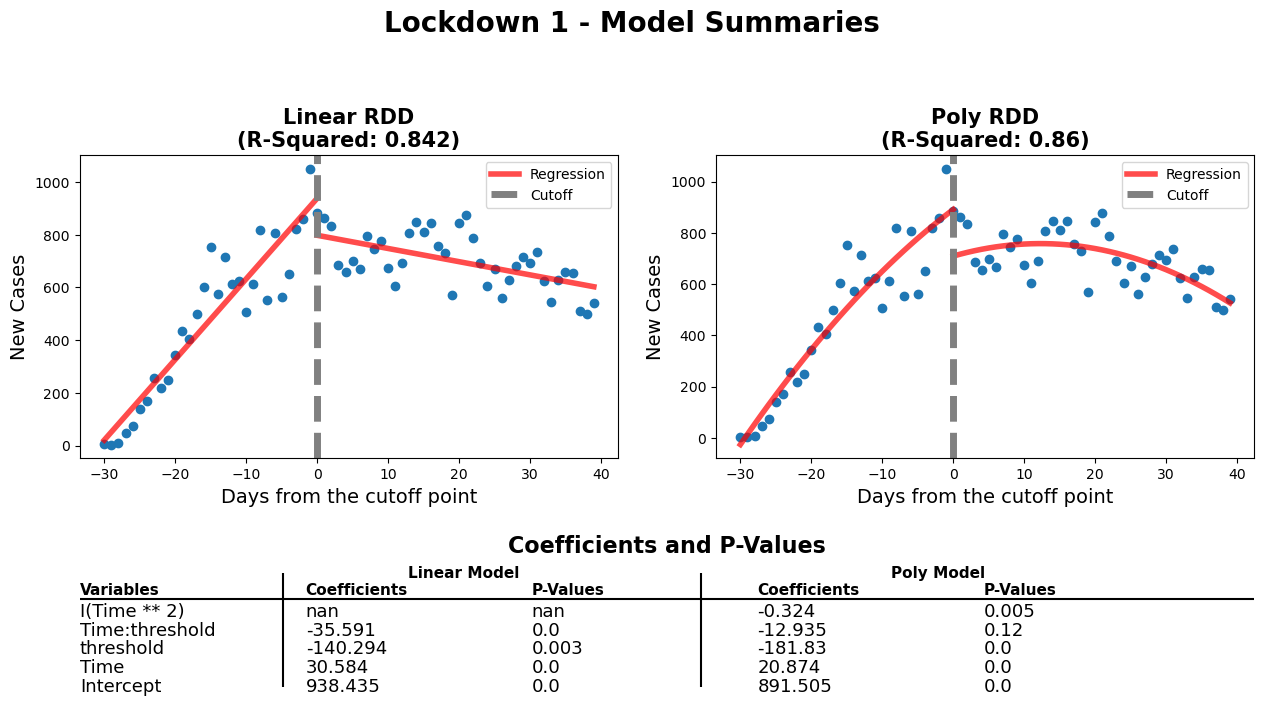 Lockdown 1 - Model Summaries
Linear RDD
(R-Squared: 0.842)
Regression
Cutoff
1000
800
600
400
200
0
New Cases
−30 −20 −10 0 10 20 30 40
Days from the cutoff point
Poly RDD
(R-Squared: 0.86)
Regression
Cutoff
1000
800
600
400
200
0
New Cases
−30 −20 −10 0 10 20 30 40
Days from the cutoff point
Coefficients and P-Values
Linear Model Poly Model
Variables Coefficients P-Values Coefficients P-Values
I(Time ** 2) nan nan -0.324 0.005
Time:threshold -35.591 0.0 -12.935 0.12
threshold -140.294 0.003 -181.83 0.0
Time 30.584 0.0 20.874 0.0
Intercept 938.435 0.0 891.505 0.0